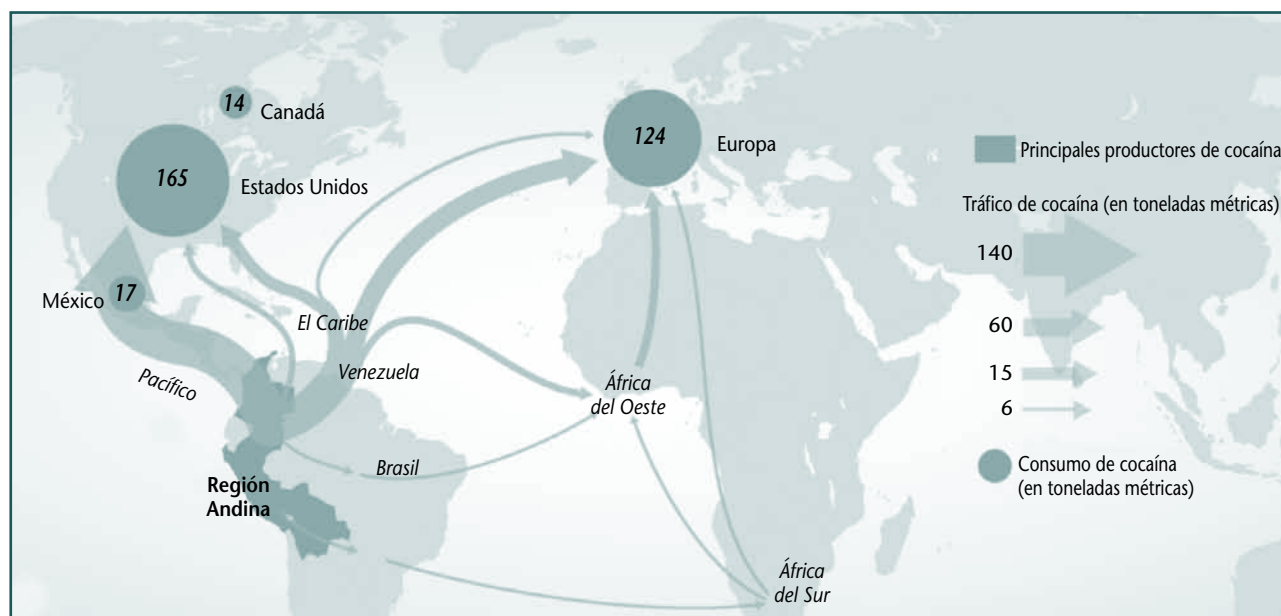 14
Canadá
165
Estados Unidos
124
Europa
México
17
El Caribe
Venezuela
Pacífico
África
del Oeste
Brasil
Región
Andina
África
del Sur
Principales productores de cocaína
Tráfico de cocaína (en toneladas métricas)
140
60
15
6
Consumo de cocaína
(en toneladas métricas)